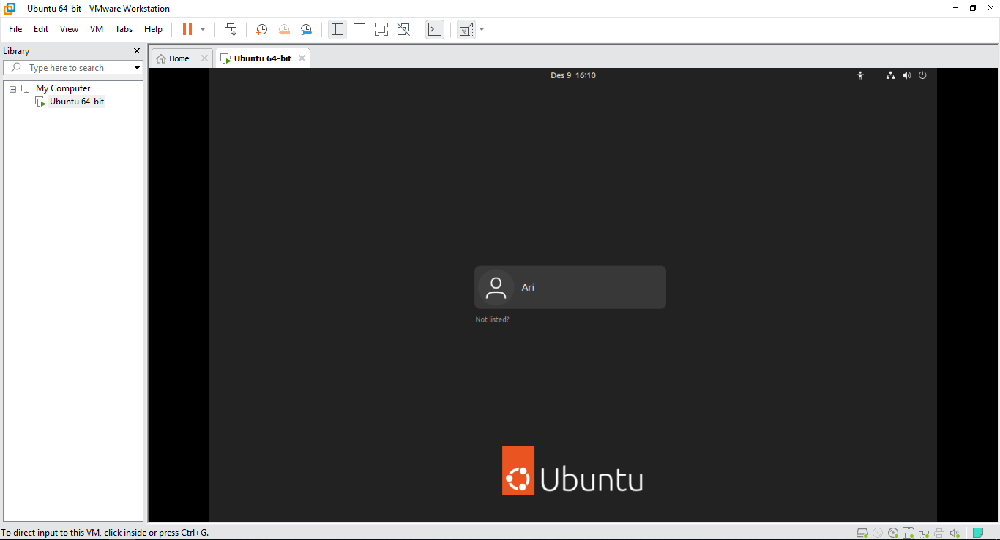 Ubuntu 64-bit - VMware Workstation
File Edit View VM Tabs Help
Library
Home
Ubuntu 64-bit
Type here to search
My Computer
Ubuntu 64-bit
Des 9 16:10
Ari
Not listed?
Ubuntu
To direct input to this VM, click inside or press Ctrl+G.